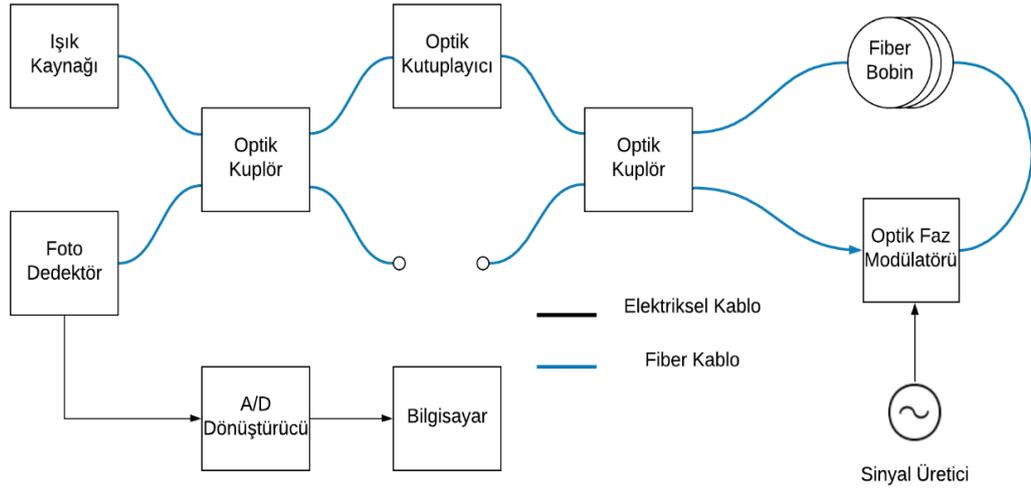 Işık
Kaynağı
Optik
Kutuplayıcı
Fiber
Bobin
Optik
Kuplör
Optik
Kuplör
Foto
Dedektör
Optik Faz
Modülatörü
Elektriksel Kablo
Fiber Kablo
A/D
Dönüştürücü
Bilgisayar
Sinyal Üretici